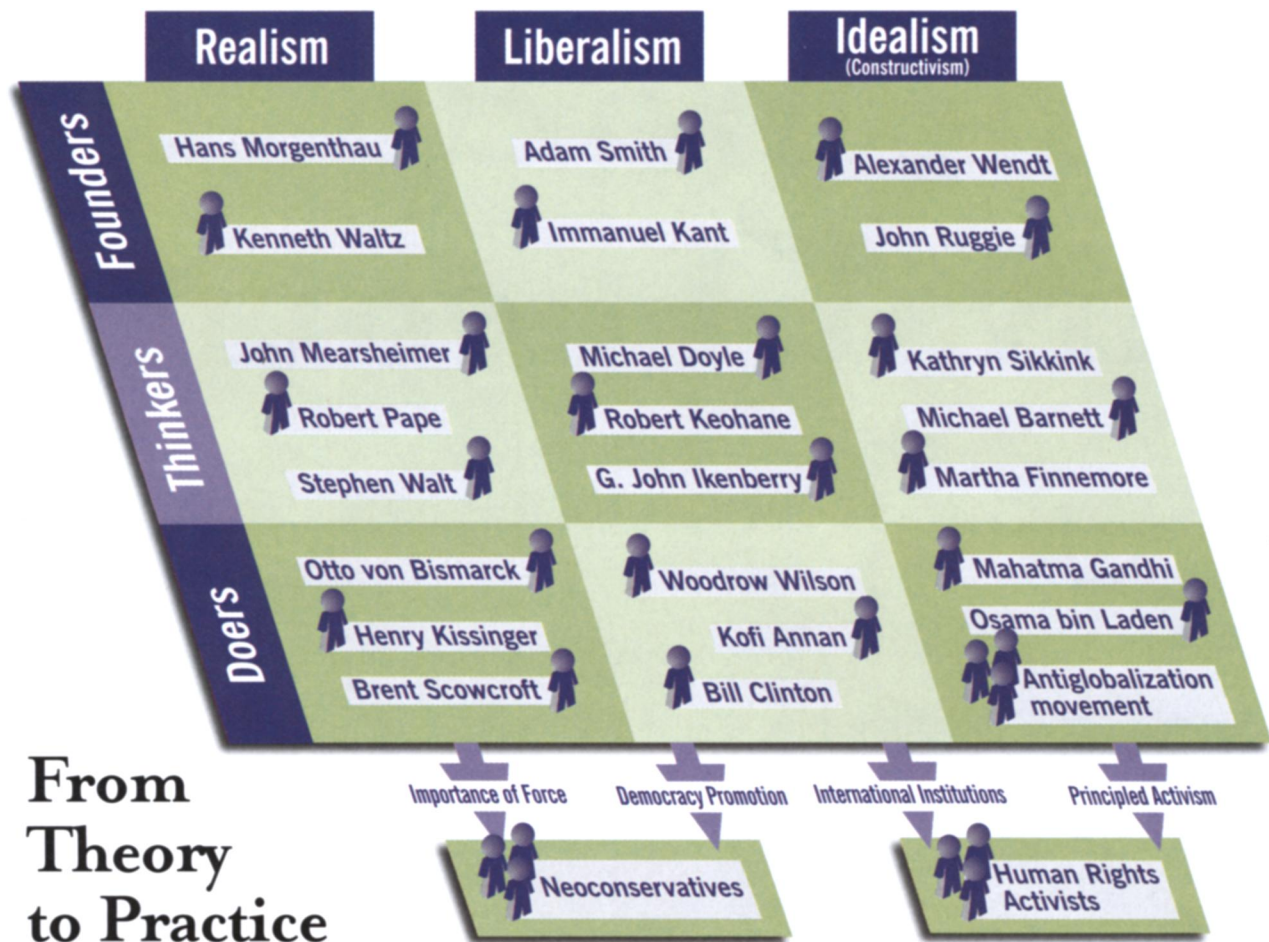 Realism
Liberalism
Idealism
(Constructivism)
Founders
Hans Morgenthau
Kenneth Waltz
Adam Smith
Immanuel Kant
Alexander Wendt
John Ruggie
Thinkers
John Mearsheimer
Robert Pape
Stephen Walt
Michael Doyle
Robert Keohane
G. John Ikenberry
Kathryn Sikkink
Michael Barnett
Martha Finnemore
Doers
Otto von Bismarck
Henry Kissinger
Brent Scowcroft
Woodrow Wilson
Kofi Annan
Bill Clinton
Mahatma Gandhi
Osama bin Laden
Antiglobalization
movement
Importance of Force
Democracy Promotion
International Institutions
Principled Activism
Neoconservatives
Human Rights
Activists
From
Theory
to Practice